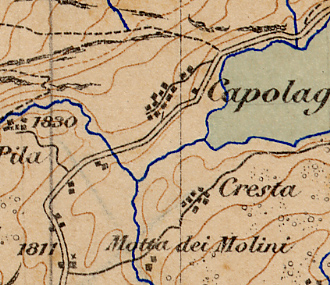 Capolag
1830
Pila
Cresta
1811
Motta dei Molini